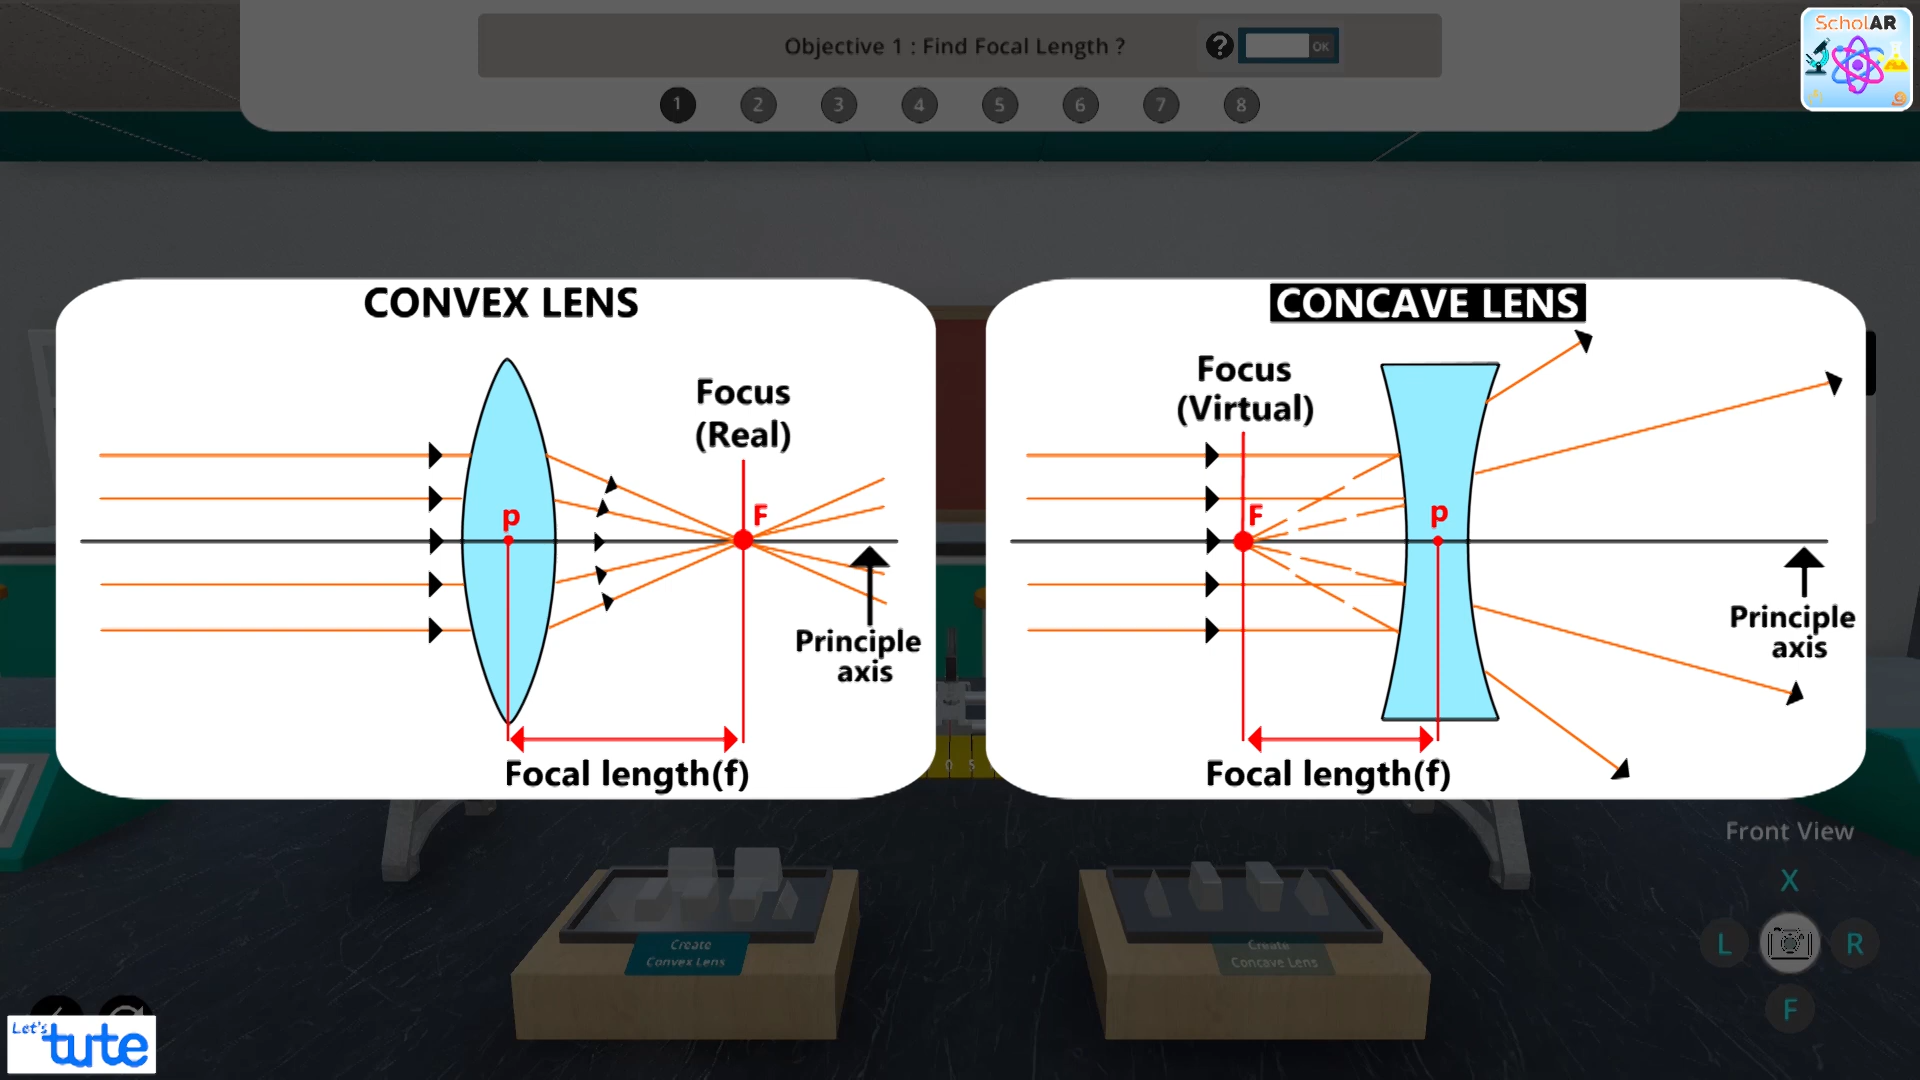 ScholAR
Objective 1 : Find Focal Length ?
?
OK
1 2 3 4 5 6 7 8
CONVEX LENS
Focus
(Real)
p
F
Principle
axis
Focal length(f)
CONCAVE LENS
Focus
(Virtual)
F
p
Principle
axis
Focal length(f)
0 5
Front View
X
L
R
F
Create
Convex Lens
Create
Concave Lens
Let's
tute